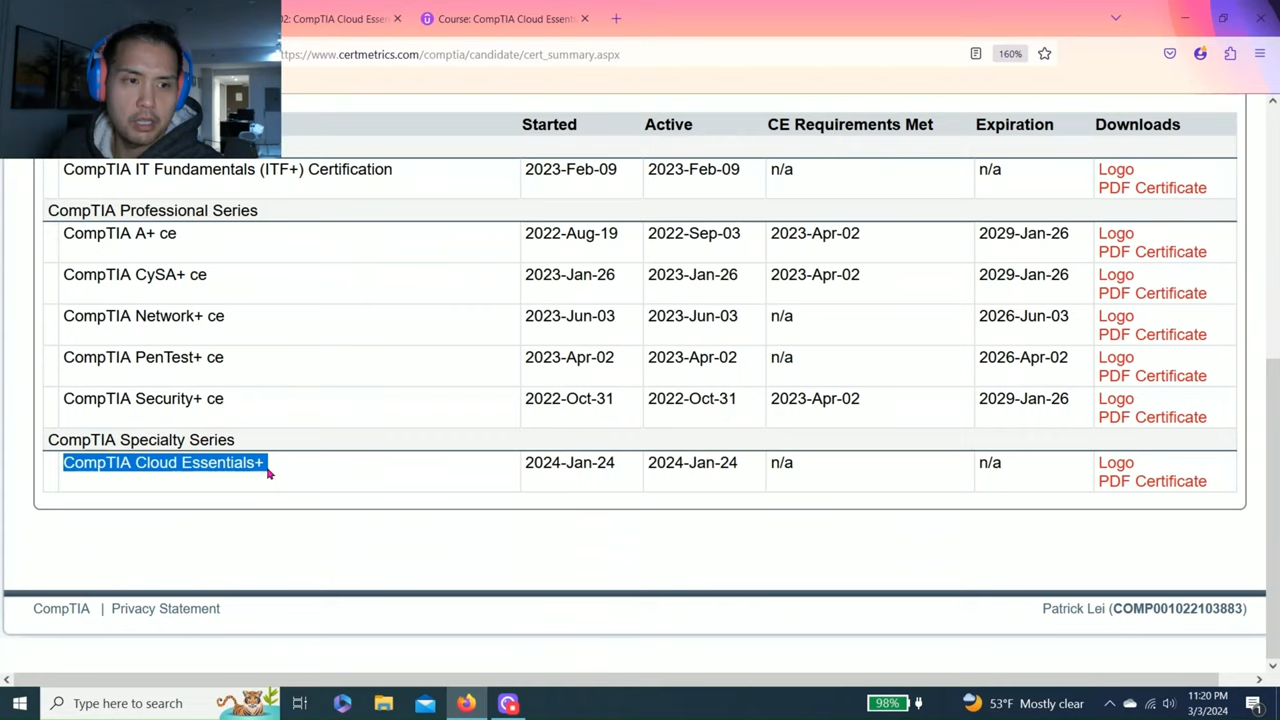 02: CompTIA Cloud Essen
Course: CompTIA Cloud Essent
ttps://www.certmetrics.com/comptia/candidate/cert_summary.aspx
160%
Started Active CE Requirements Met Expiration Downloads
CompTIA IT Fundamentals (ITF+) Certification 2023-Feb-09 2023-Feb-09 n/a n/a Logo
PDF Certificate
CompTIA Professional Series
CompTIA A+ ce 2022-Aug-19 2022-Sep-03 2023-Apr-02 2029-Jan-26 Logo
PDF Certificate
CompTIA CySA+ ce 2023-Jan-26 2023-Jan-26 2023-Apr-02 2029-Jan-26 Logo
PDF Certificate
CompTIA Network+ ce 2023-Jun-03 2023-Jun-03 n/a 2026-Jun-03 Logo
PDF Certificate
CompTIA PenTest+ ce 2023-Apr-02 2023-Apr-02 n/a 2026-Apr-02 Logo
PDF Certificate
CompTIA Security+ ce 2022-Oct-31 2022-Oct-31 2023-Apr-02 2029-Jan-26 Logo
PDF Certificate
CompTIA Specialty Series
CompTIA Cloud Essentials+ 2024-Jan-24 2024-Jan-24 n/a n/a Logo
PDF Certificate
CompTIA | Privacy Statement
Patrick Lei (COMP001022103883)
Type here to search
98%
53°F Mostly clear
11:20 PM
3/3/2024
1